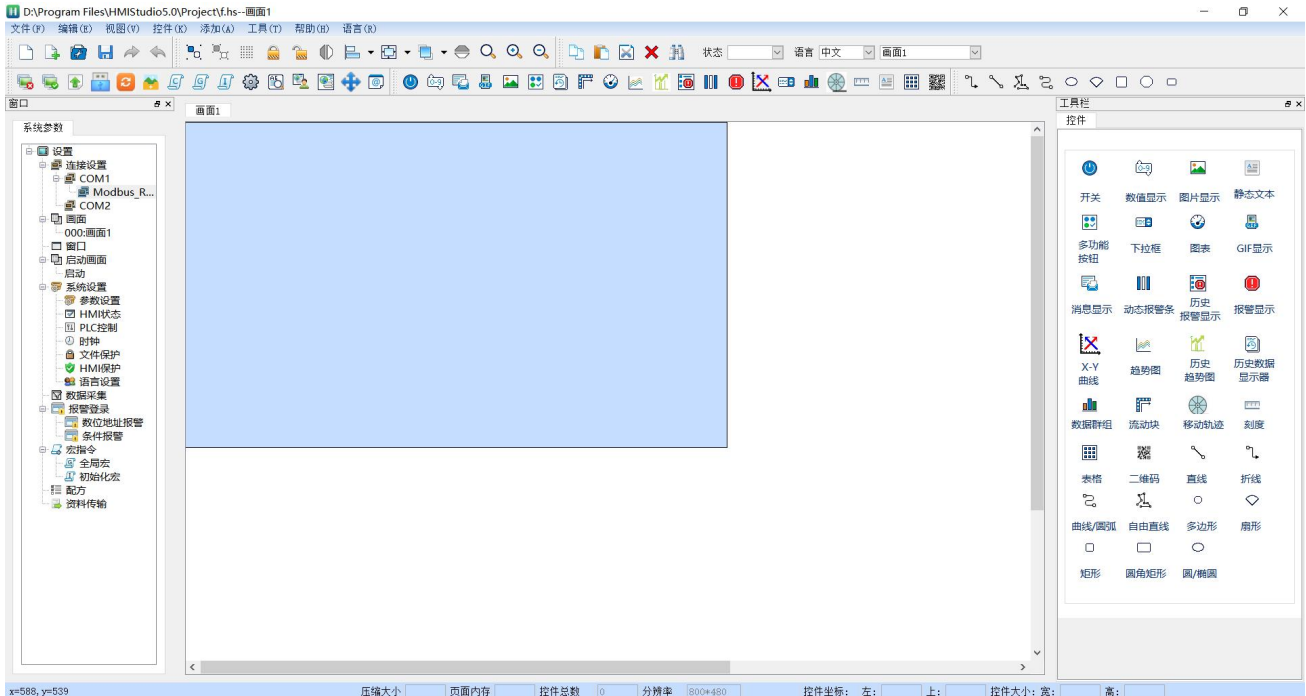 D:\Program Files\HMIStudio5.0\Project\f.hs--画面1
文件(F) 编辑(E) 视图(V) 控件(K) 添加(A) 工具(T) 帮助(H) 语言(R)
状态 语言 中文 画面1
窗口
画面1
工具栏
系统参数
控件
设置
连接设置
COM1
Modbus_R...
COM2
画面
000:画面1
窗口
启动画面
启动
系统设置
参数设置
HMI状态
PLC控制
时钟
文件保护
HMI保护
语言设置
数据采集
报警登录
数位地址报警
条件报警
宏指令
全局宏
初始化宏
配方
资料传输
开关 数值显示 图片显示 静态文本
多功能按钮 下拉框 图表 GIF显示
消息显示 动态报警条 历史报警显示 报警显示
X-Y曲线 趋势图 历史趋势图 历史数据显示器
数据群组 流动块 移动轨迹 刻度
表格 二维码 直线 折线
曲线/圆弧 自由直线 多边形 扇形
矩形 圆角矩形 圆/椭圆
x=588, y=539 压缩大小 页面内存 控件总数 0 分辨率 800*480 控件坐标: 左: 上: 控件大小: 宽: 高: